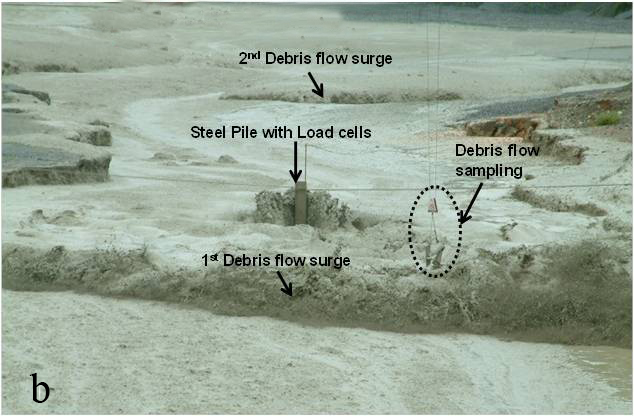 2nd Debris flow surge
Steel Pile with Load cells
Debris flow
sampling
1st Debris flow surge
b